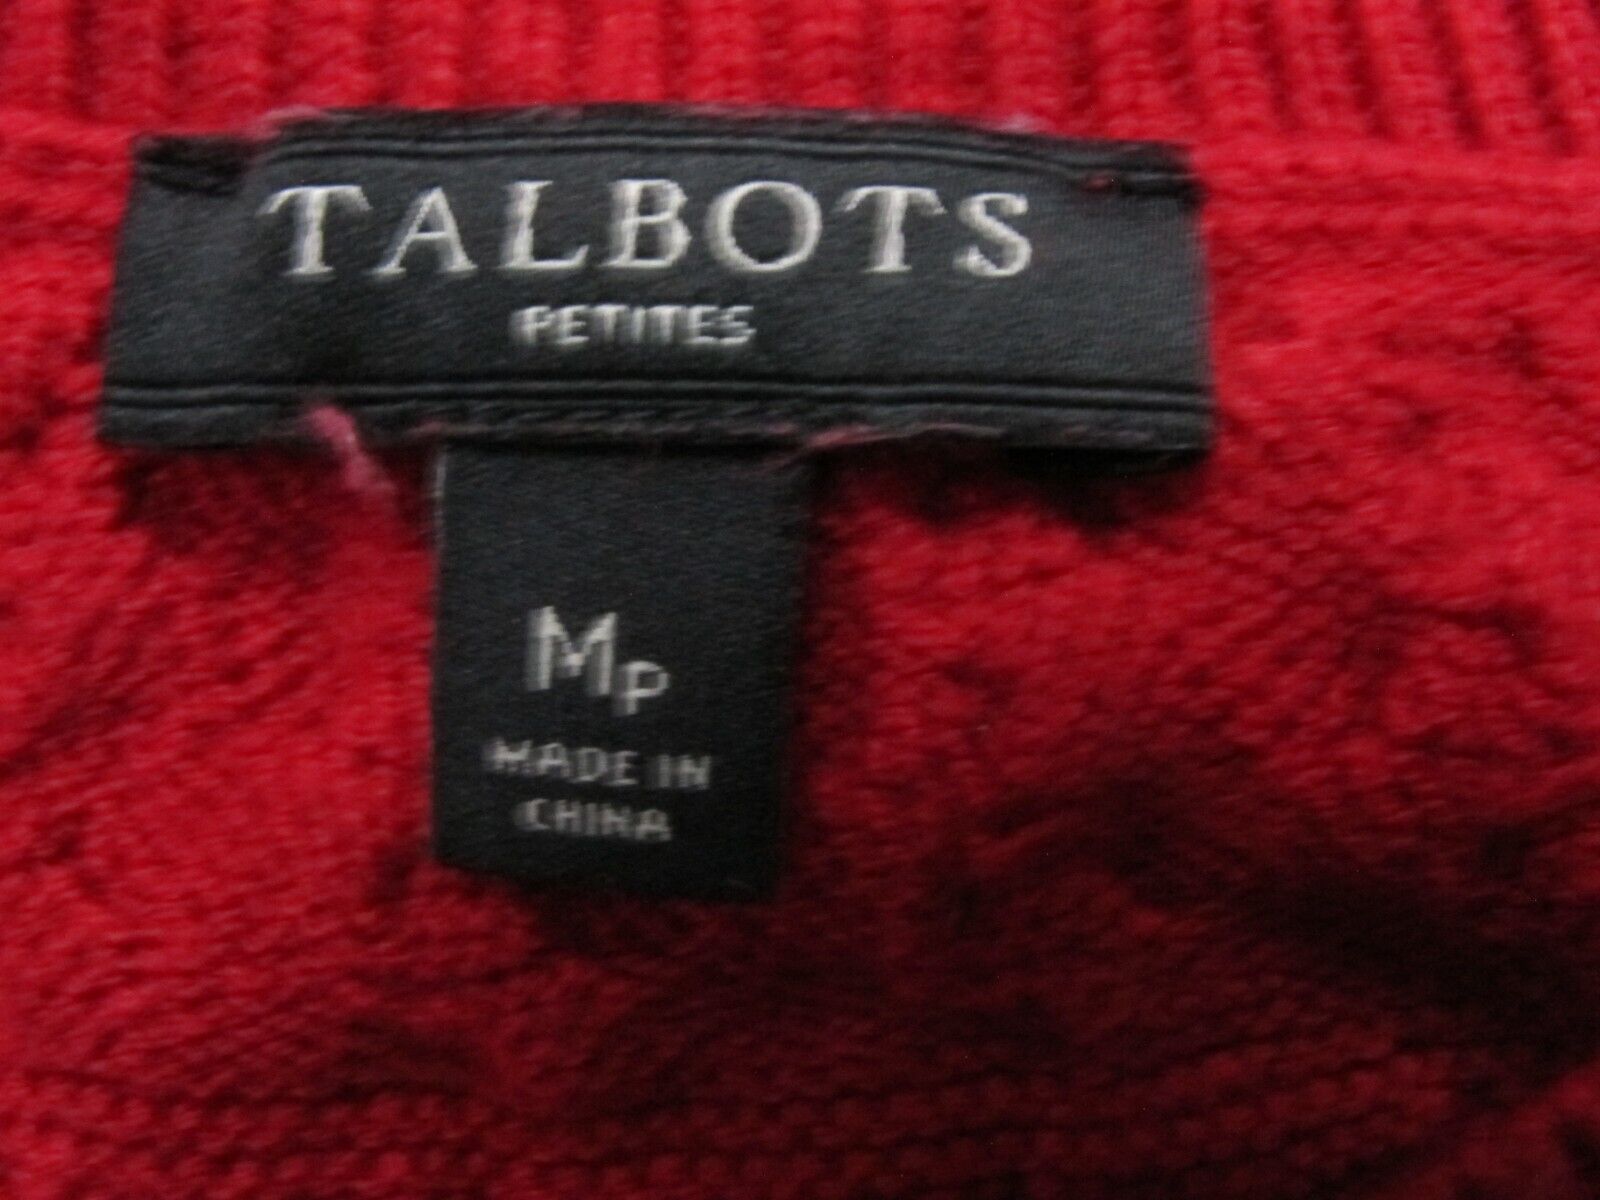 TALBOTS
PETITES
MP
MADE IN
CHINA